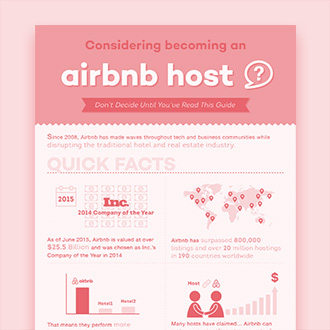 Considering becoming an
airbnb host ?
Don't Decide Until You've Read This Guide
Since 2008, Airbnb has made waves throughout tech and business communities while
disrupting the traditional hotel and real estate industry.
QUICK FACTS
2015
Inc.
2014 Company of the Year
As of June 2015, Airbnb is valued at over
$25.5 Billion and was chosen as Inc.'s
Company of the Year in 2014
Airbnb has surpassed 800,000
listings and over 20 million hostings
in 190 countries worldwide
airbnb
Hotel1
Hotel2
That means they perform more
Host
$
Many hosts have claimed... Airbnb can